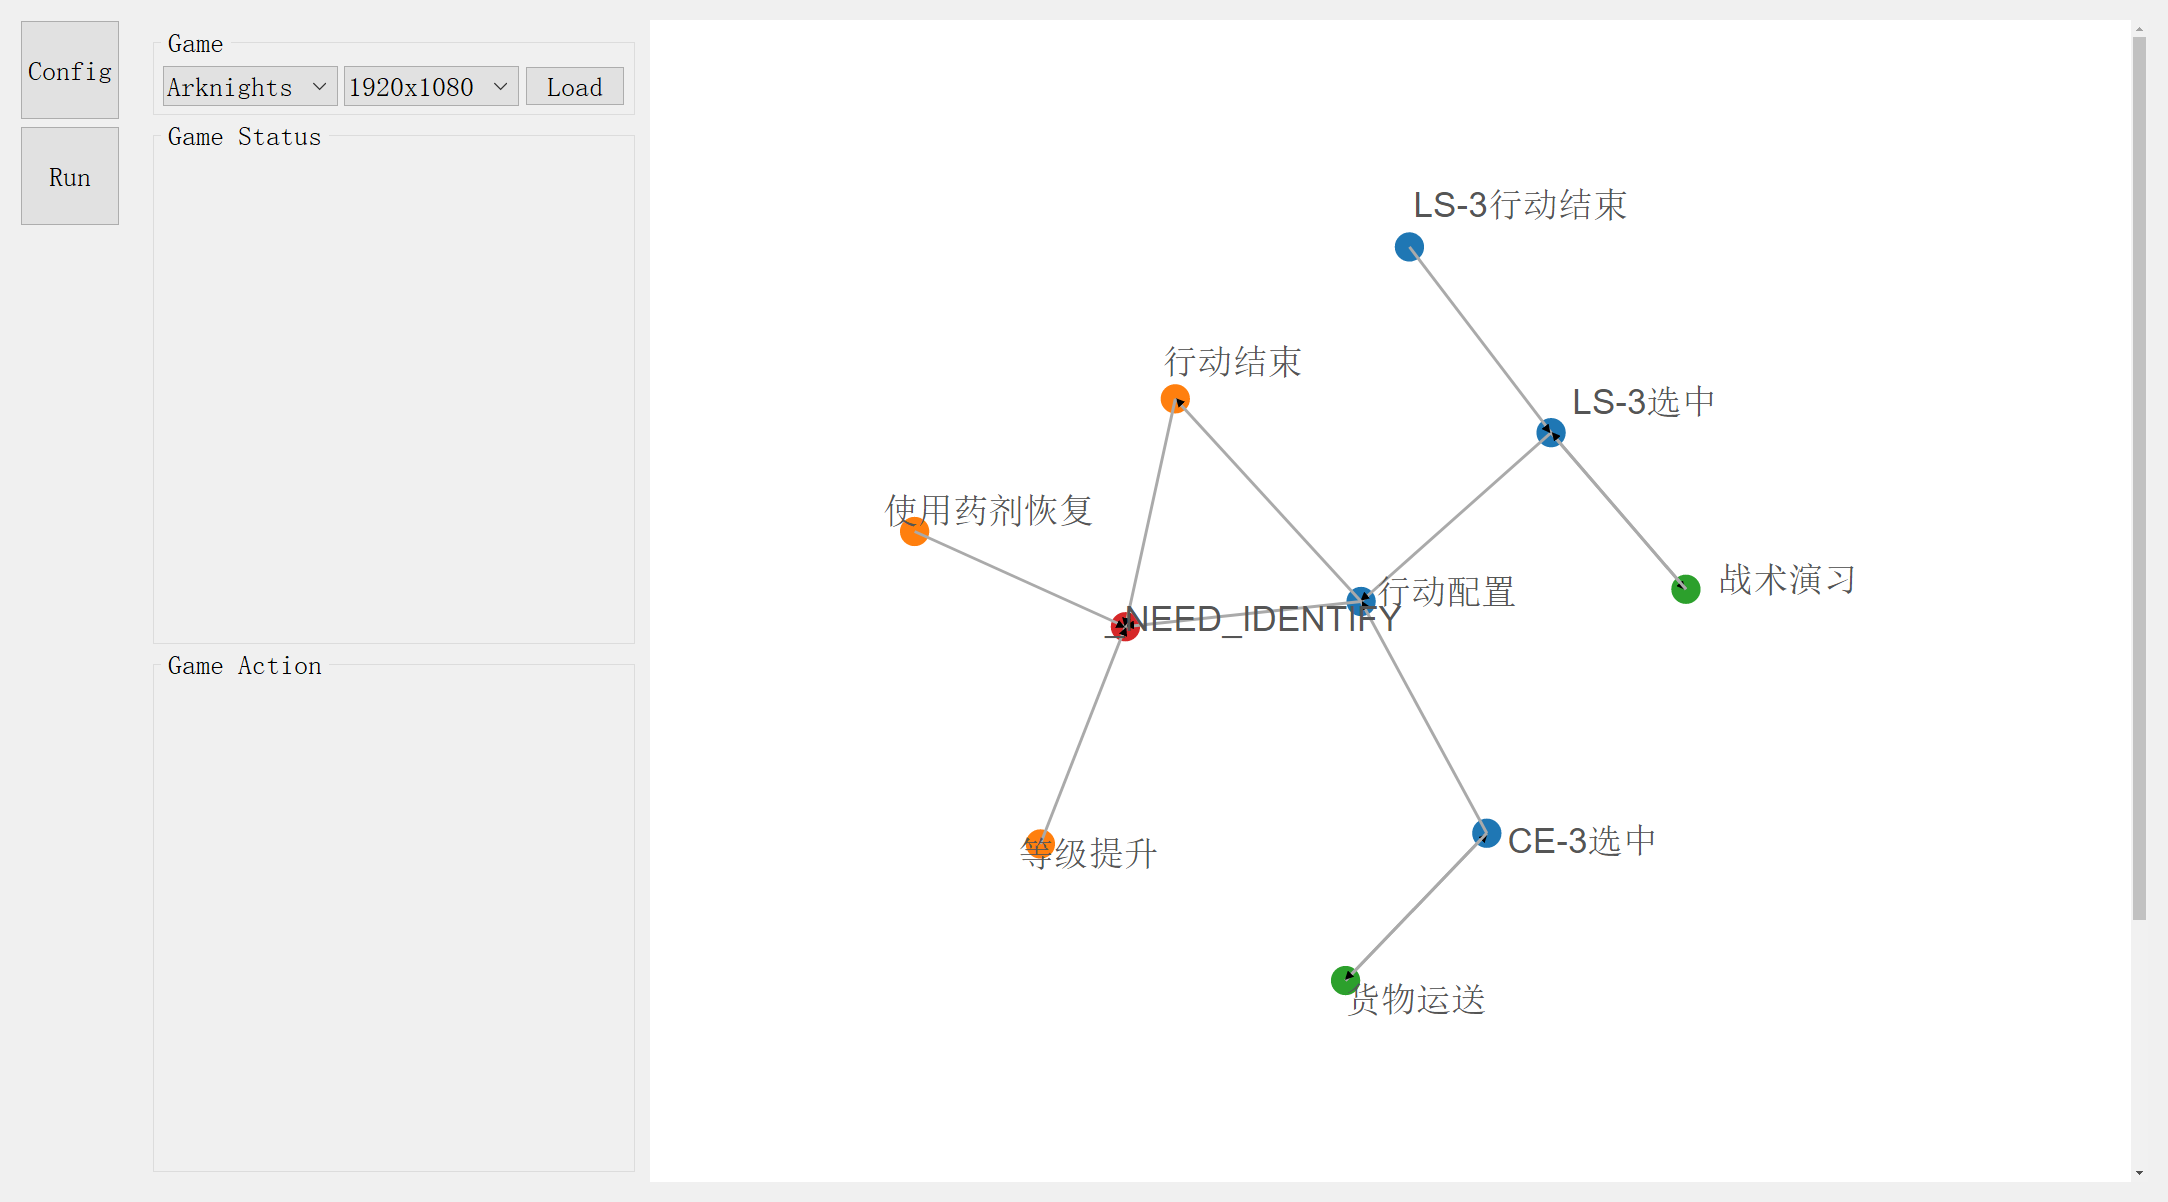 Config
Run
Game
Arknights
1920x1080
Load
Game Status
Game Action
LS-3行动结束
行动结束
LS-3选中
使用药剂恢复
战术演习
行动配置
_NEED_IDENTIFY
CE-3选中
等级提升
货物运送